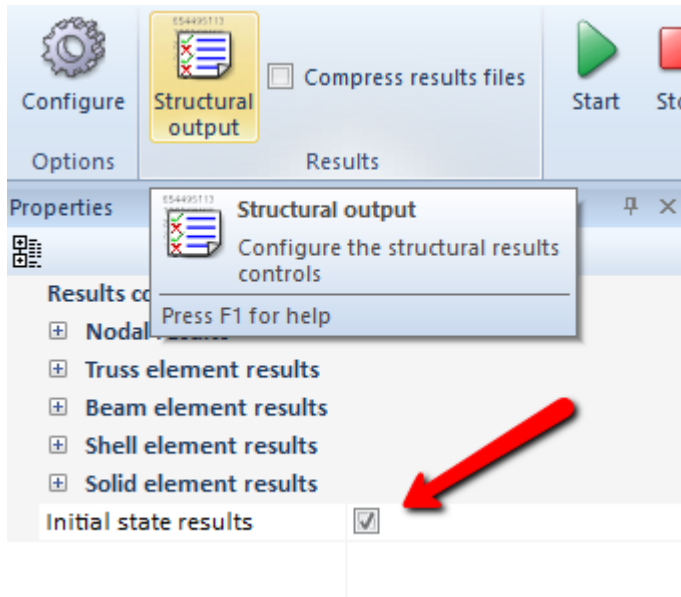 Configure
Structural
output
Compress results files
Start
Options
Results
Properties
Structural output
Configure the structural results
controls
Press F1 for help
Truss element results
Beam element results
Shell element results
Solid element results
Initial state results